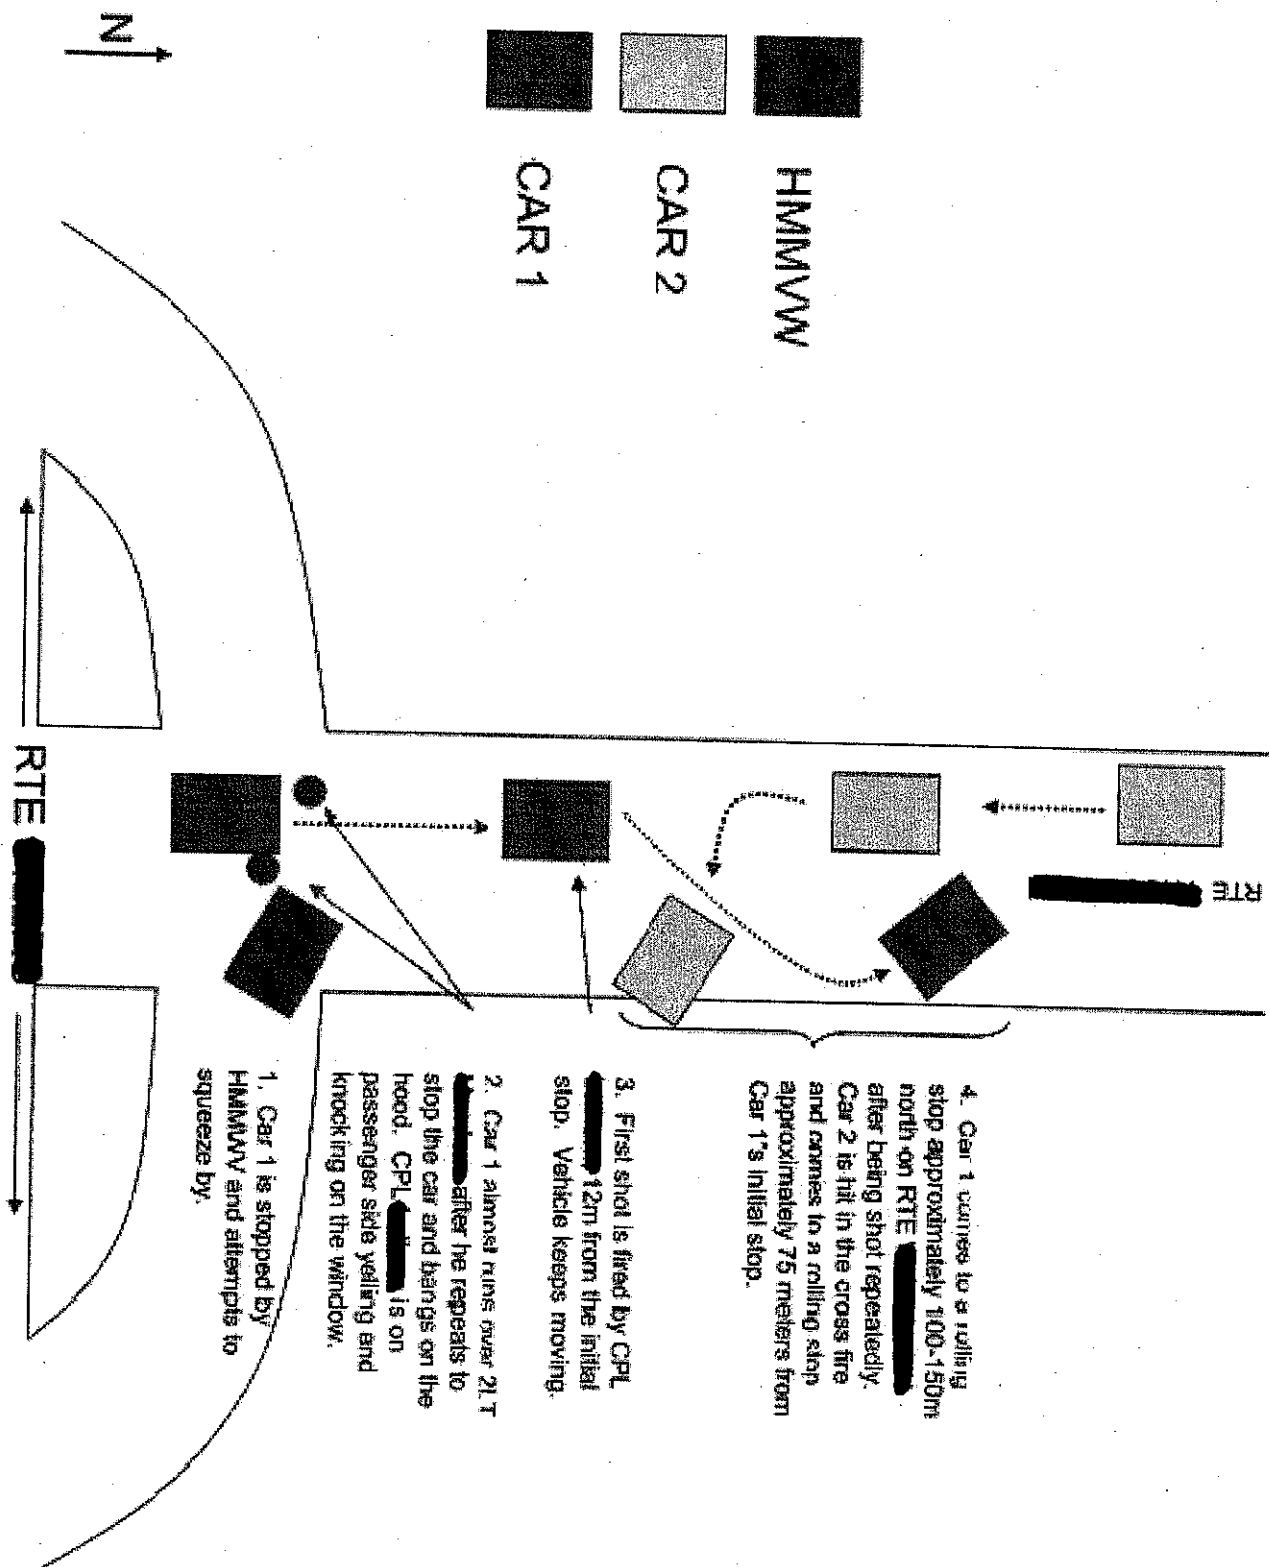 N
HMMVW
CAR 2
CAR 1
RTE
RTE
4. Car 1 comes to a rolling
stop approximately 100-150m
north on RTE
after being shot repeatedly.
Car 2 is hit in the cross fire
and comes to a rolling stop
approximately 75 meters from
Car 1"s initial stop.
3. First shot is fired by CPL
12m from the initial
stop. Vehicle keeps moving.
2. Car 1 almost runs over 2LT
after he repeats to
stop the car and bangs on the
hood. CPL is on
passenger side yelling and
knocking on the window.
1. Car 1 is stopped by
HMMWV and attempts to
squeeze by.